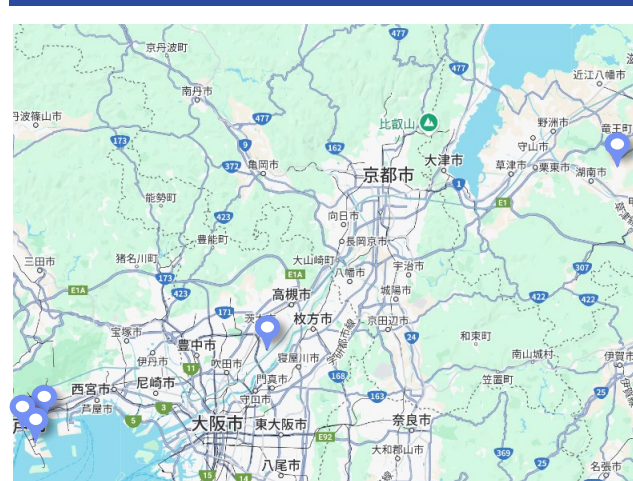 477
京丹波町
477
近江八幡市
南丹市
丹波篠山市
477
比叡山
野洲市
竜王町
173
9
162
守山市
372
亀岡市
京都市
大津市
草津市
栗東市
湖南市
1
能勢町
423
向日市
E1
豊能町
長岡京市
三田市
猪名川町
大山崎町
八幡市
宇治市
307
173
E1A
E1A
423
高槻市
城陽市
422
422
171
枚方市
京田辺市
宝塚市
豊中市
24
和束町
伊丹市
吹田市
寝屋川市
学研都市線
南山城村
伊賀市
11
門真市
168
笠置町
西宮市
尼崎市
守口市
163
25
芦屋市
3
5
大阪市
東大阪市
奈良市
E92
大和郡山市
369
25
八尾市
名張市
15
14